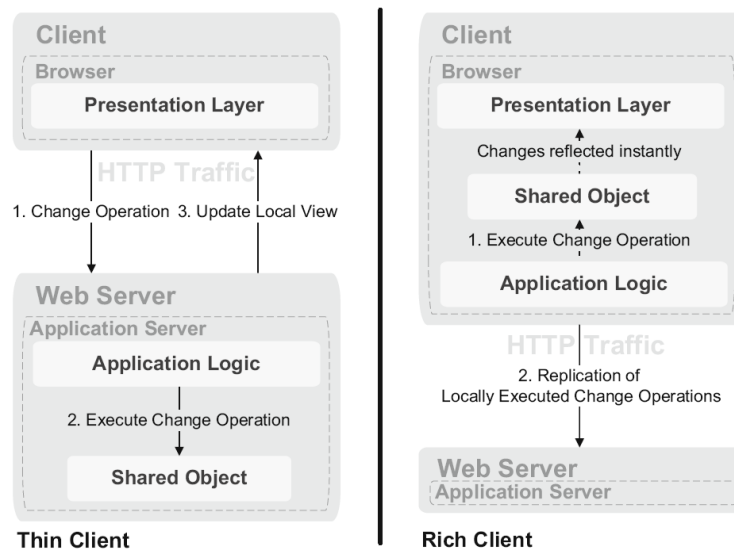 Client
Browser
Presentation Layer
HTTP Traffic
1. Change Operation
3. Update Local View
Web Server
Application Server
Application Logic
2. Execute Change Operation
Shared Object
Thin Client
Client
Browser
Presentation Layer
Changes reflected instantly
Shared Object
1. Execute Change Operation
Application Logic
HTTP Traffic
2. Replication of
Locally Executed Change Operations
Web Server
Application Server
Rich Client